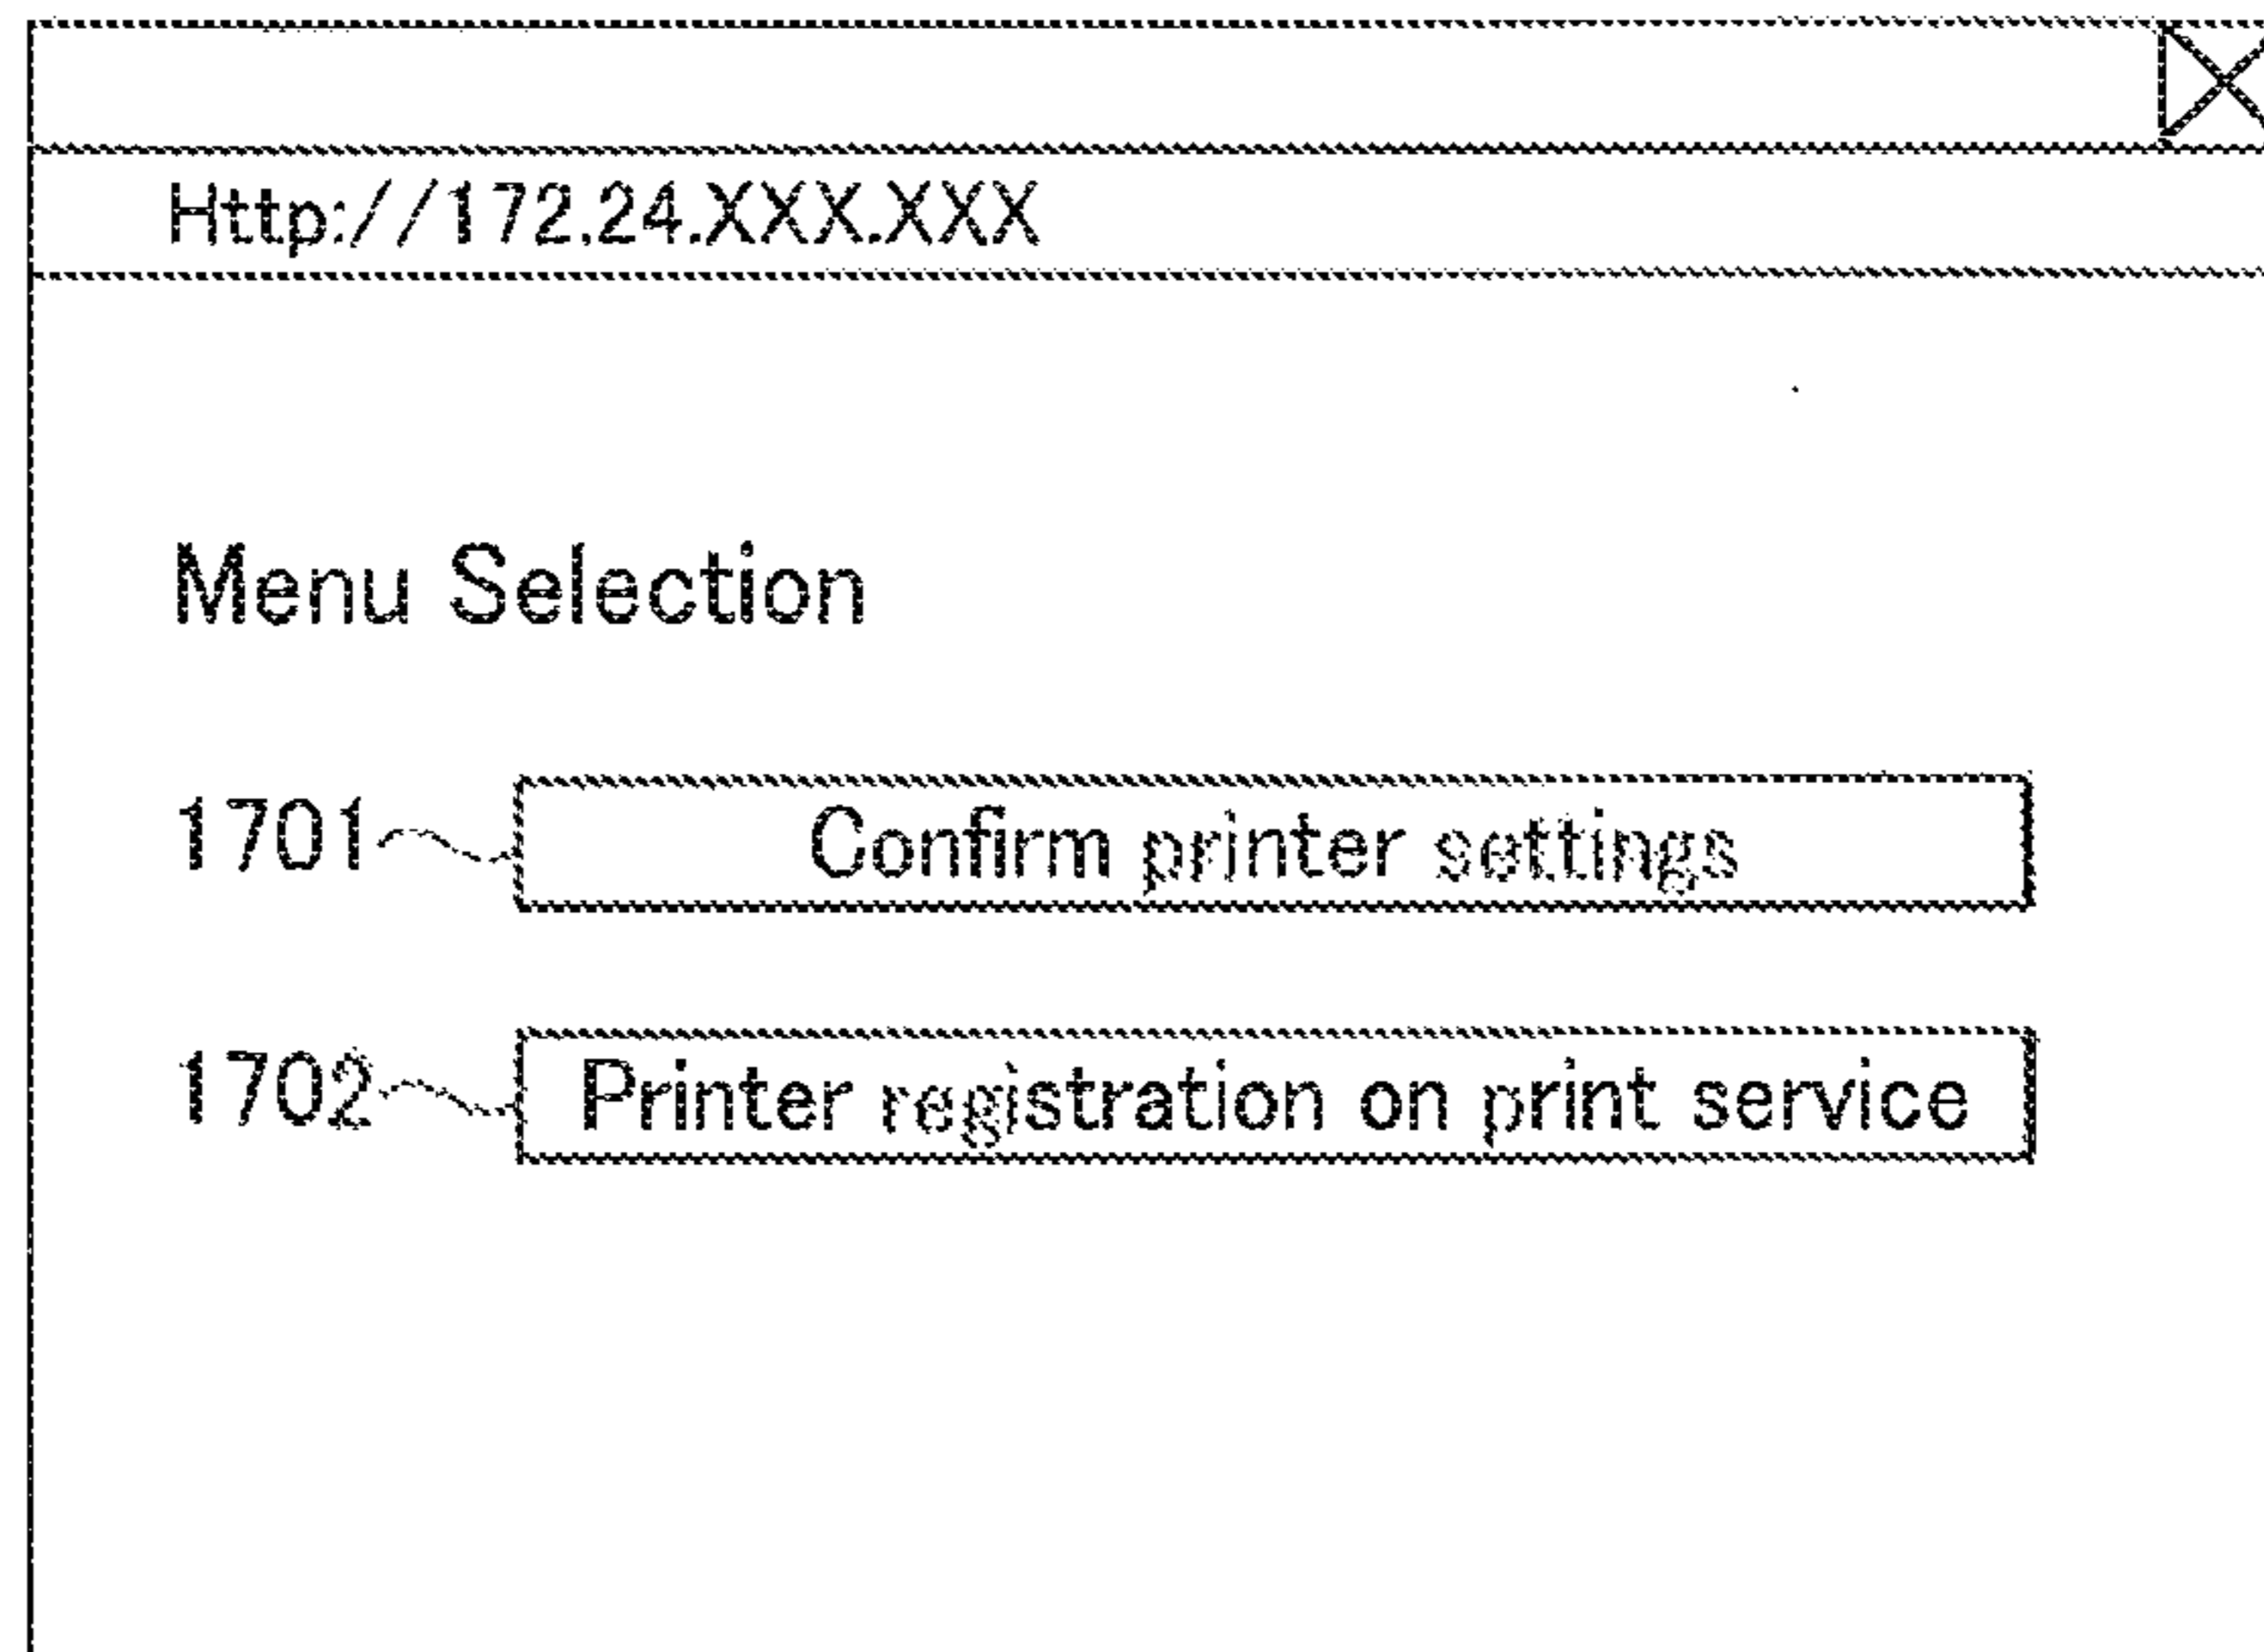 Http://172.24.XXX.XXX
Menu Selection
1701 Confirm printer settings
1702 Printer registration on print service